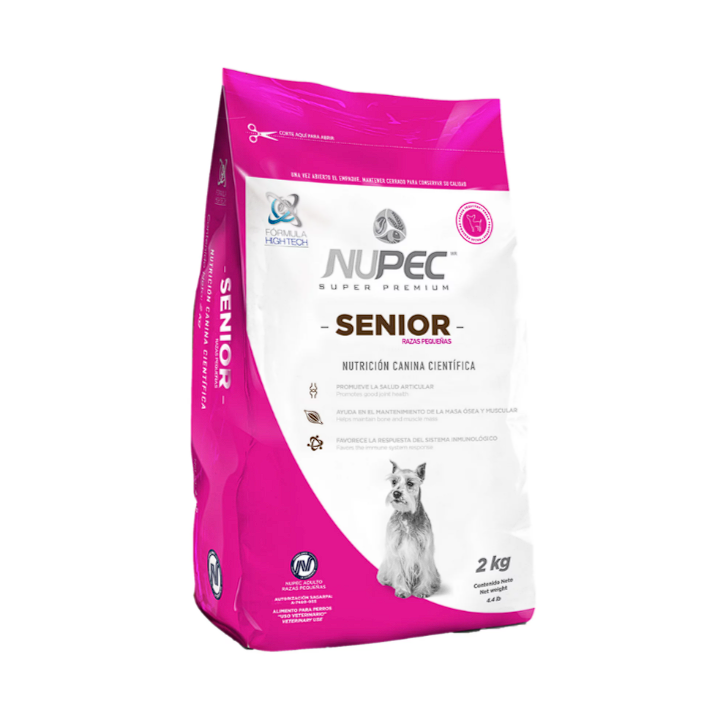 CORTE AQUÍ PARA ABRIR
UNA VEZ ABIERTO EL EMPAQUE, MANTENER CERRADO PARA CONSERVAR SU CALIDAD
FÓRMULA
HIGH TECH
NUPEC
SUPER PREMIUM
- SENIOR -
RAZAS PEQUEÑAS
NUTRICIÓN CANINA CIENTÍFICA
PROMUEVE LA SALUD ARTICULAR
Promotes good joint health
AYUDA EN EL MANTENIMIENTO DE LA MASA ÓSEA Y MUSCULAR
Helps maintain bone and muscle mass
FAVORECE LA RESPUESTA DEL SISTEMA INMUNOLÓGICO
Favors the immune system response
2 kg
Contenido Neto
Net weight
4.4 lb
NUPEC ADULTO
RAZAS PEQUEÑAS
AUTORIZACIÓN SAGARPA:
ALIMENTO PARA PERROS
"USO VETERINARIO"
VETERINARY USE
- SENIOR -
RAZAS PEQUEÑAS
NUTRICIÓN CANINA CIENTÍFICA